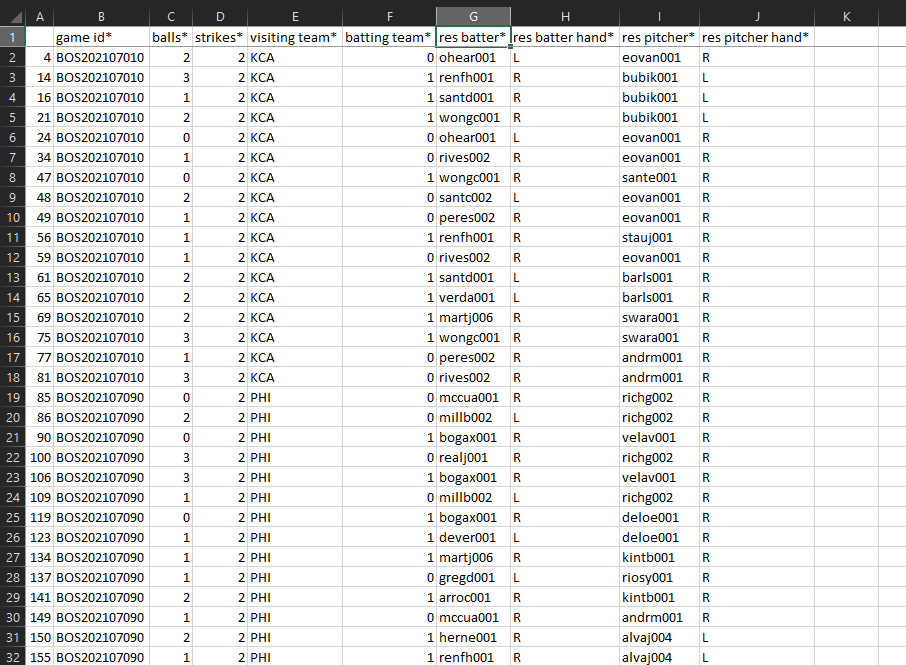 A B C D E F G H I J K
1 game id* balls* strikes* visiting team* batting team* res batter* res batter hand* res pitcher* res pitcher hand*
2 4 BOS202107010 2 2 KCA 0 ohear001 L eovan001 R
3 14 BOS202107010 3 2 KCA 1 renfh001 R bubik001 L
4 16 BOS202107010 1 2 KCA 1 santd001 R bubik001 L
5 21 BOS202107010 2 2 KCA 1 wongc001 R bubik001 L
6 24 BOS202107010 0 2 KCA 0 ohear001 L eovan001 R
7 34 BOS202107010 1 2 KCA 0 rives002 R eovan001 R
8 47 BOS202107010 0 2 KCA 1 wongc001 R sante001 R
9 48 BOS202107010 2 2 KCA 0 santc002 L eovan001 R
10 49 BOS202107010 1 2 KCA 0 peres002 R eovan001 R
11 56 BOS202107010 1 2 KCA 1 renfh001 R stauj001 R
12 59 BOS202107010 1 2 KCA 0 rives002 R eovan001 R
13 61 BOS202107010 2 2 KCA 1 santd001 L barls001 R
14 65 BOS202107010 2 2 KCA 1 verda001 L barls001 R
15 69 BOS202107010 2 2 KCA 1 martj006 R swara001 R
16 75 BOS202107010 3 2 KCA 1 wongc001 R swara001 R
17 77 BOS202107010 1 2 KCA 0 peres002 R andrm001 R
18 81 BOS202107010 3 2 KCA 0 rives002 R andrm001 R
19 85 BOS202107090 0 2 PHI 0 mccua001 R richg002 R
20 86 BOS202107090 2 2 PHI 0 millb002 L richg002 R
21 90 BOS202107090 0 2 PHI 1 bogax001 R velav001 R
22 100 BOS202107090 3 2 PHI 0 realj001 R richg002 R
23 106 BOS202107090 3 2 PHI 1 bogax001 R velav001 R
24 109 BOS202107090 1 2 PHI 0 millb002 L richg002 R
25 119 BOS202107090 0 2 PHI 1 bogax001 R deloe001 R
26 123 BOS202107090 1 2 PHI 1 dever001 L deloe001 R
27 134 BOS202107090 1 2 PHI 1 martj006 R kintb001 R
28 137 BOS202107090 1 2 PHI 0 gregd001 L riosy001 R
29 141 BOS202107090 2 2 PHI 1 arroc001 R kintb001 R
30 149 BOS202107090 1 2 PHI 0 mccua001 R andrm001 R
31 150 BOS202107090 2 2 PHI 1 herne001 R alvaj004 L
32 155 BOS202107090 1 2 PHI 1 renfh001 R alvaj004 L